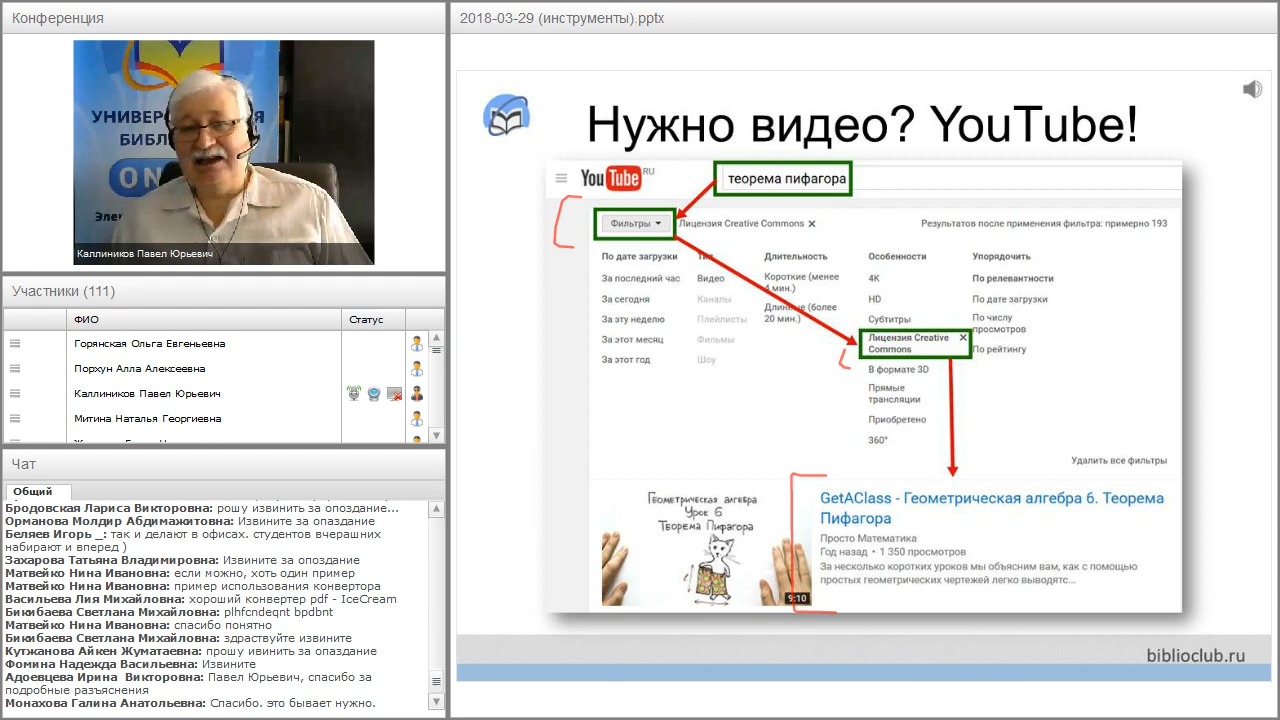 Конференция
УНИВЕР
БИБЛ
ON
Каллиников Павел Юрьевич
Участники (111)
ФИО
Статус
Горянская Ольга Евгеньевна
Порхун Алла Алексеевна
Каллиников Павел Юрьевич
Митина Наталья Георгиевна
Чат
Общий
Бродовская Лариса Викторовна: рошу извинить за опоздание...
Орманова Молдир Абдимажитовна: Извините за опаздание
Беляев Игорь _: так и делают в офисах. студентов вчерашних
набирают и вперед )
Захарова Татьяна Владимировна: Извините за опоздание
Матвейко Нина Ивановна: если можно, хоть один пример
Матвейко Нина Ивановна: пример использования конвертора
Васильева Лия Михайловна: хороший конвертер pdf - IceCream
Бикибаева Светлана Михайловна: plhfcndeqnt bpdbnt
Матвейко Нина Ивановна: спасибо понятно
Бикибаева Светлана Михайловна: здраствуйте извините
Кутжанова Айкен Жуматаевна: прошу ивинить за опаздание
Фомина Надежда Васильевна: Извините
Адоевцева Ирина Викторовна: Павел Юрьевич, спасибо за
подробные разъяснения
Монахова Галина Анатольевна: Спасибо. это бывает нужно.
2018-03-29 (инструменты).pptx
Нужно видео? YouTube!
YouTube RU
теорема пифагора
Фильтры
Лицензия Creative Commons ✕
Результатов после применения фильтра: примерно 193
По дате загрузки
За последний час
За сегодня
За эту неделю
За этот месяц
За этот год
Тип
Видео
Каналы
Плейлисты
Фильмы
Шоу
Длительность
Короткие (менее
4 мин.)
Длинные (более
20 мин.)
Особенности
4K
HD
Субтитры
Лицензия Creative ✕
Commons
В формате 3D
Прямые
трансляции
Приобретено
360°
Упорядочить
По релевантности
По дате загрузки
По числу
просмотров
По рейтингу
Удалить все фильтры
Геометрическая алгебра
Урок 6
Теорема Пифагора
9:10
GetAClass - Геометрическая алгебра 6. Теорема
Пифагора
Просто Математика
Год назад • 1 350 просмотров
За несколько коротких уроков мы объясним вам, как с помощью
простых геометрических чертежей легко выводятс...
biblioclub.ru